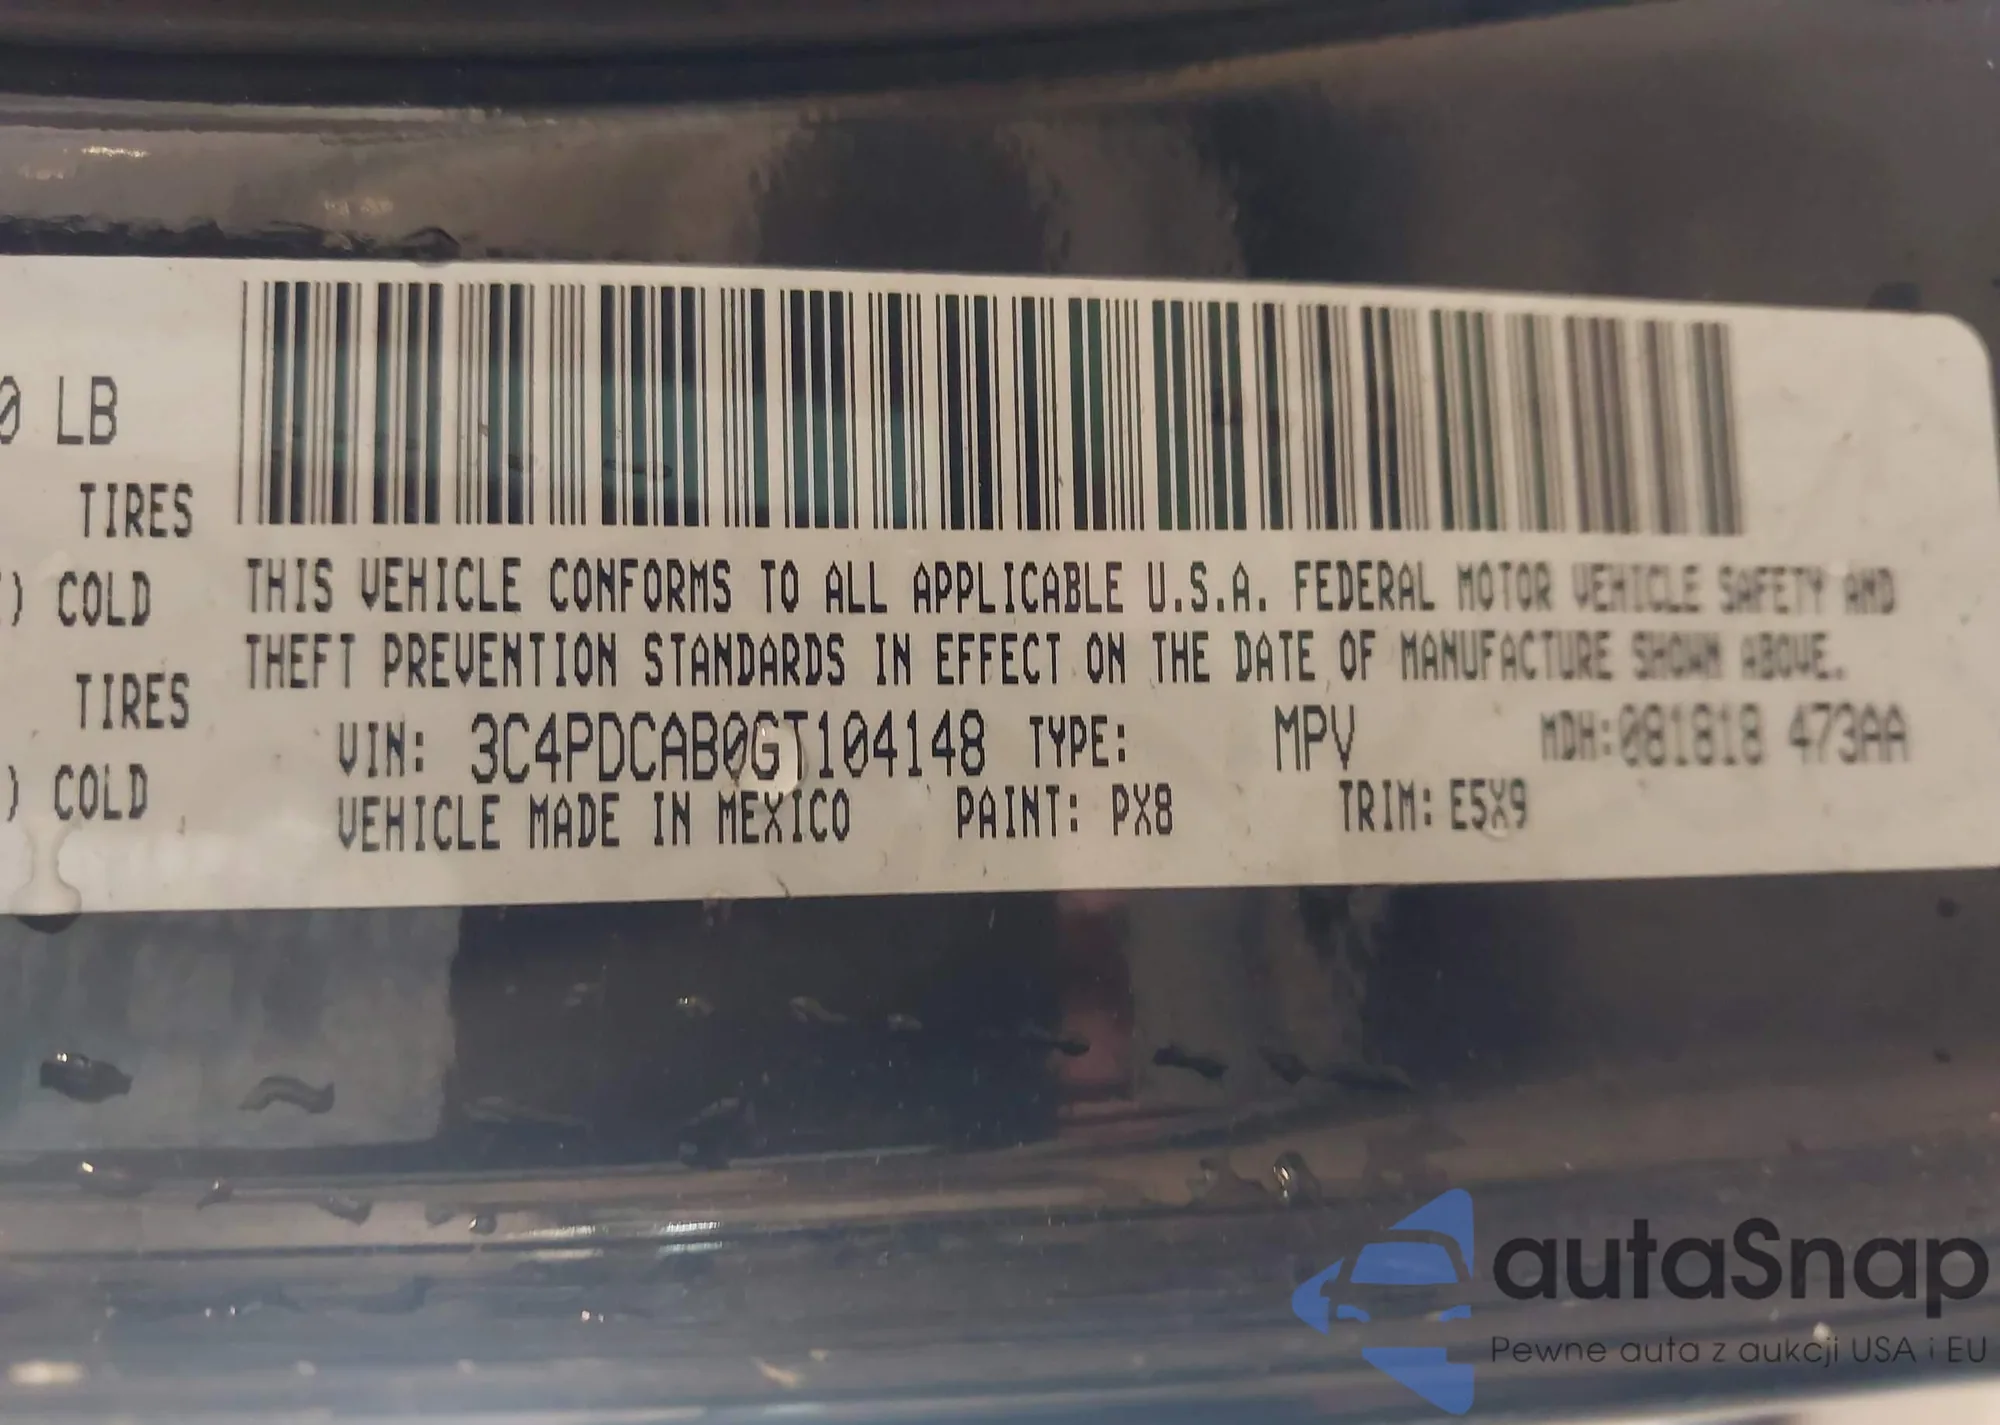 0 LB
TIRES
) COLD
TIRES
) COLD
THIS VEHICLE CONFORMS TO ALL APPLICABLE U.S.A. FEDERAL MOTOR VEHICLE SAFETY AND
THEFT PREVENTION STANDARDS IN EFFECT ON THE DATE OF MANUFACTURE SHOWN ABOVE.
VIN: 3C4PDCAB0GT104148 TYPE: MPV MDH:081818 473AA
VEHICLE MADE IN MEXICO PAINT: PX8 TRIM: E5X9
autaSnap
Pewne auta z aukcji USA i EU